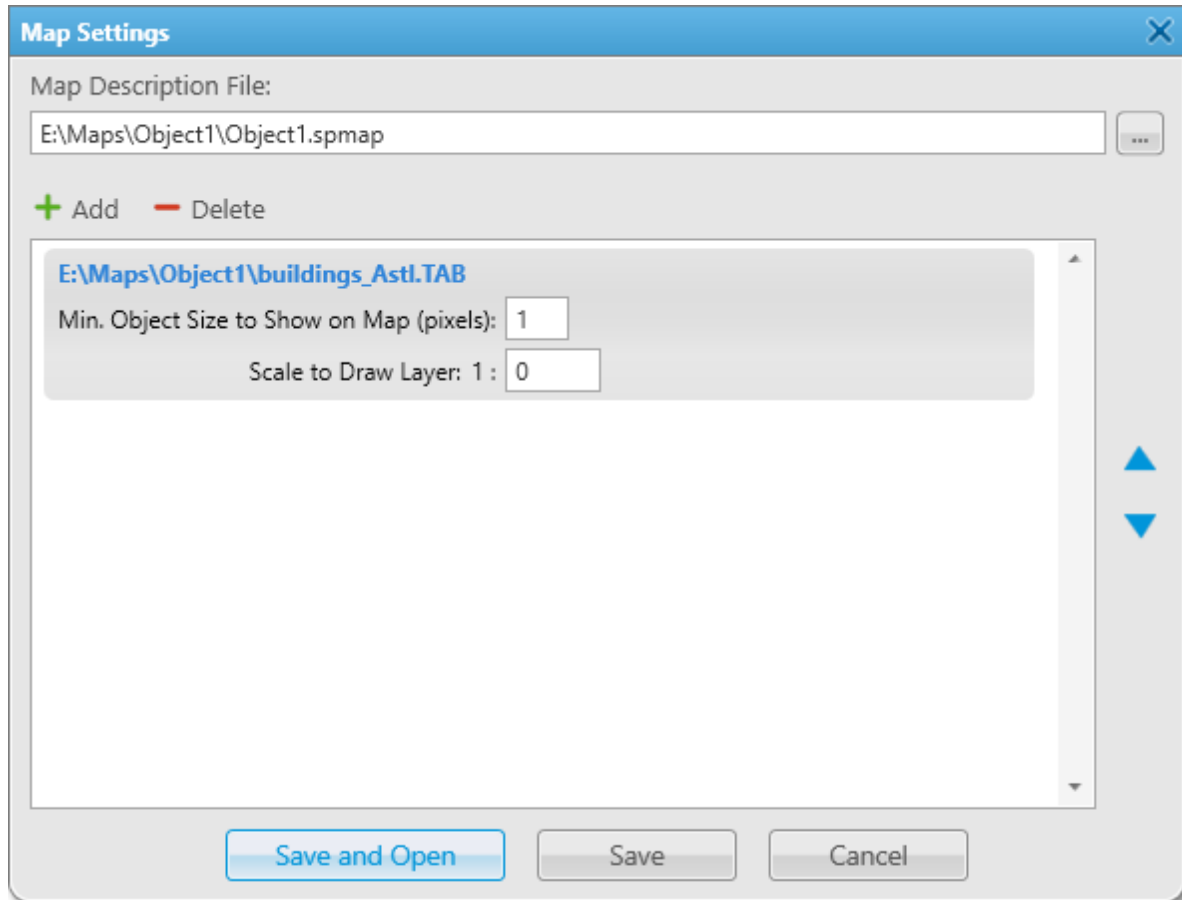 Map Settings
Map Description File:
E:\Maps\Object1\Object1.spmap
...
Add Delete
E:\Maps\Object1\buildings_Astl.TAB
Min. Object Size to Show on Map (pixels): 1
Scale to Draw Layer: 1 : 0
Save and Open Save Cancel